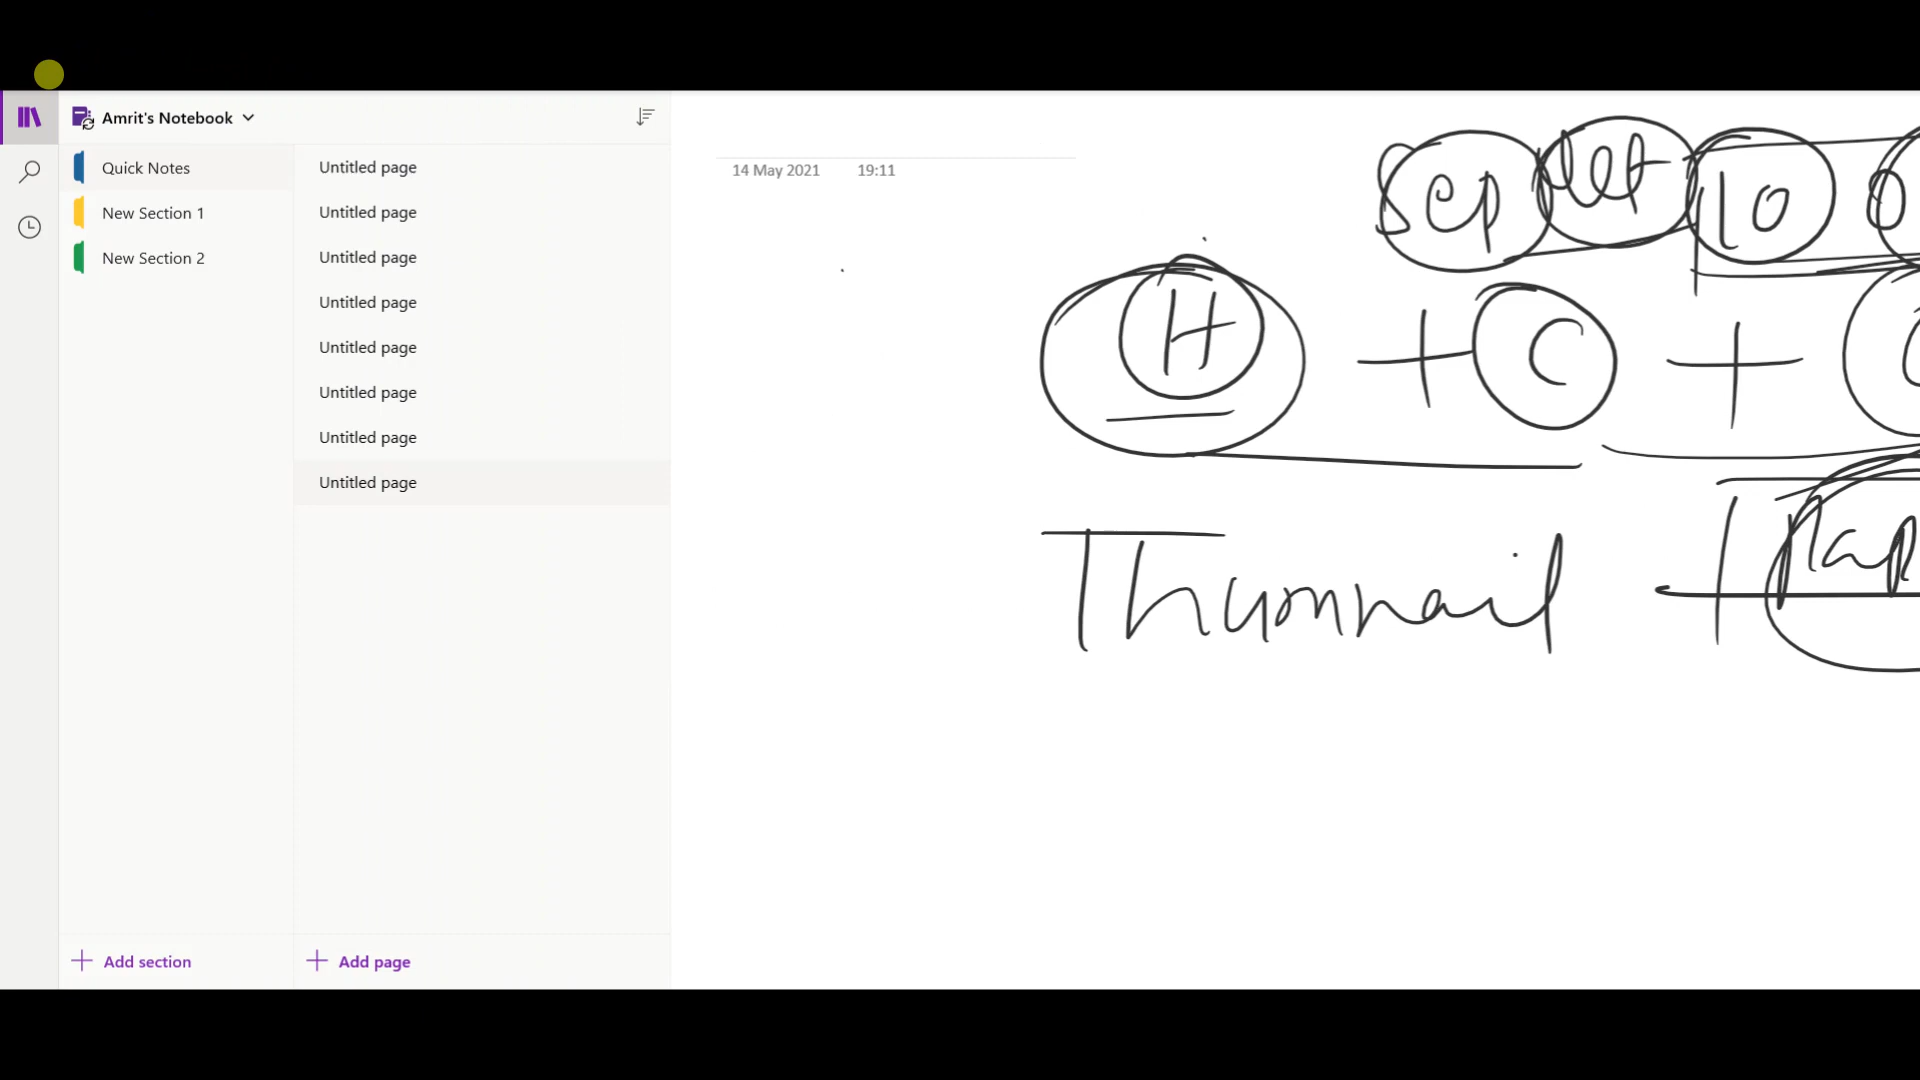 Amrit's Notebook
Quick Notes
New Section 1
New Section 2
Add section
Untitled page
Untitled page
Untitled page
Untitled page
Untitled page
Untitled page
Untitled page
Untitled page
Add page
14 May 2021 19:11
Sep 10
H + C +
Thumnail